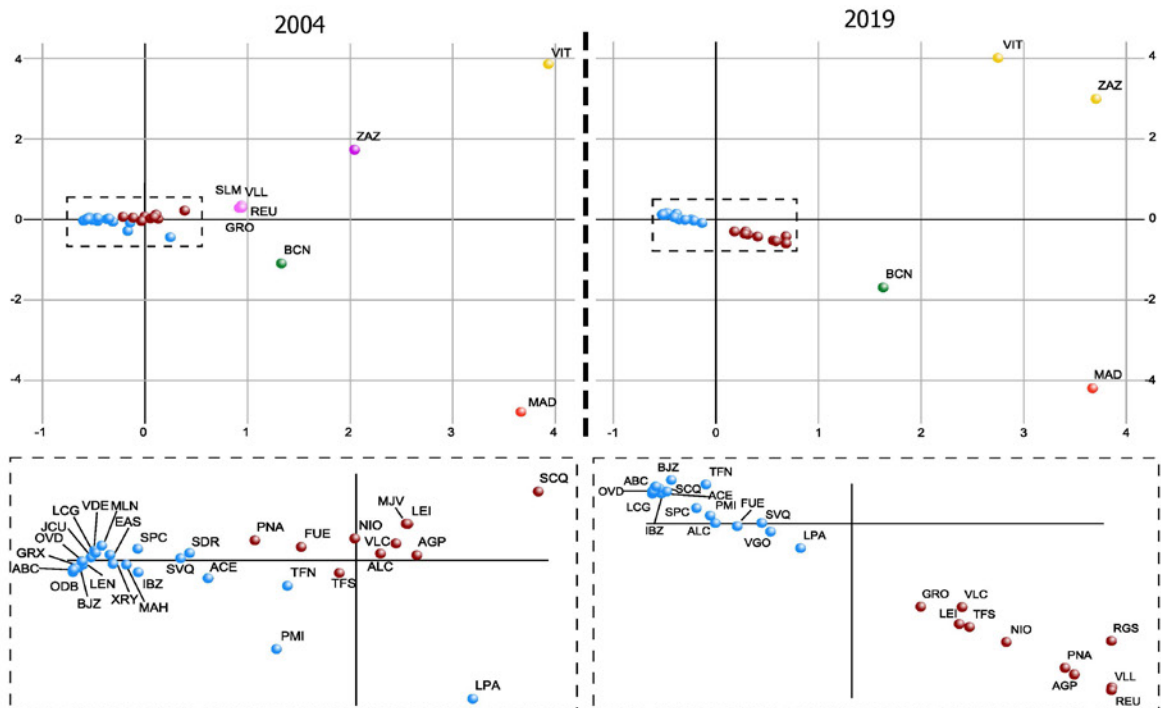 2004
2019
4
VIT
ZAZ
2
SLM VLL
REU
GRO
0
BCN
-2
-4
MAD
-1 0 1 2 3 4
VIT
4
ZAZ
2
0
BCN
-2
MAD
-4
-1 0 1 2 3 4
SCQ
MJV
LEI
MLN
VDE
LCG
EAS
JCU
OVD
GRX
ABC
ODB
LEN
BJZ
XRY
MAH
IBZ
SPC
SVQ
SDR
ACE
PNA
FUE
NIO
VLC
AGP
ALC
TFN
TFS
PMI
LPA
BJZ
TFN
ABC
OVD
SCQ
ACE
LCG
SPC
PMI
FUE
IBZ
ALC
SVQ
VGO
LPA
GRO
VLC
LEI
TFS
NIO
RGS
PNA
AGP
VLL
REU